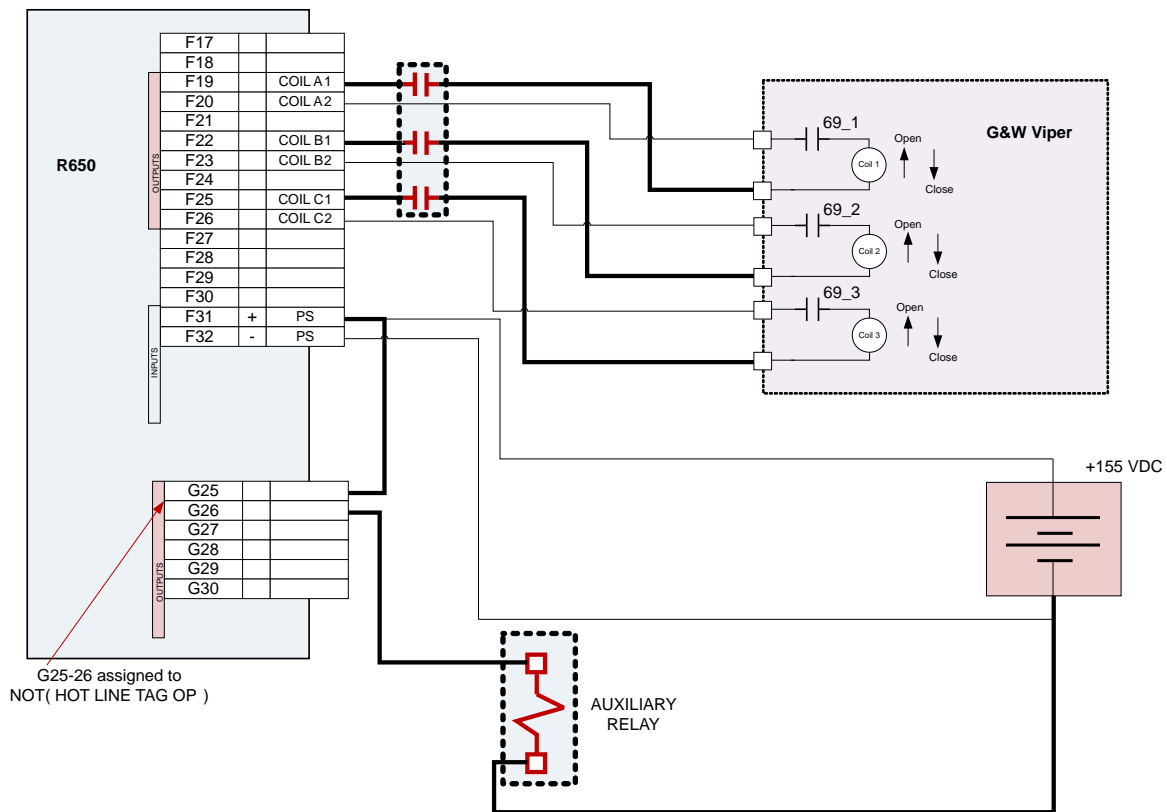 R650
OUTPUTS
F17
F18
F19 COIL A1
F20 COIL A2
F21
F22 COIL B1
F23 COIL B2
F24
F25 COIL C1
F26 COIL C2
F27
F28
F29
F30
F31 + PS
F32 - PS
INPUTS
G&W Viper
69_1
Coil 1
Open
Close
69_2
Coil 2
Open
Close
69_3
Coil 3
Open
Close
+155 VDC
G25
G26
G27
G28
G29
G30
OUTPUTS
G25-26 assigned to
NOT( HOT LINE TAG OP )
AUXILIARY
RELAY